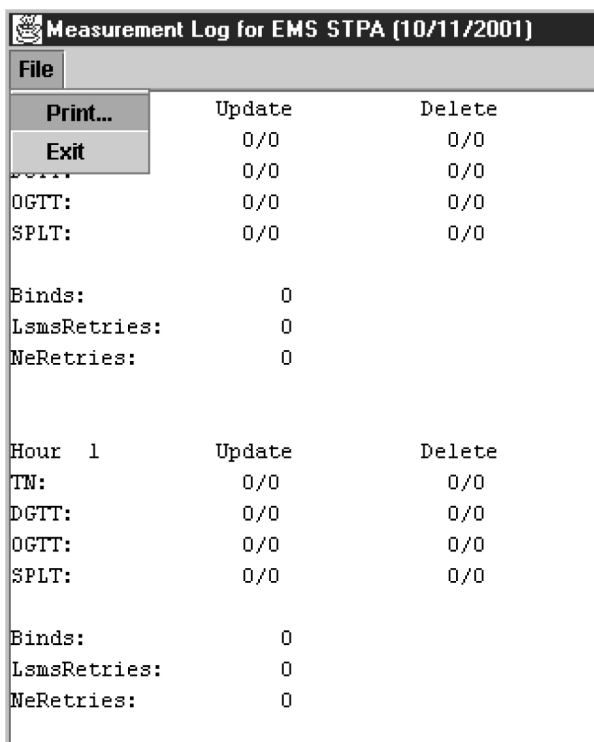 Measurement Log for EMS STPA (10/11/2001)
File
Print... Update Delete
Exit 0/0 0/0
0/0 0/0
OGTT: 0/0 0/0
SPLT: 0/0 0/0
Binds: 0
LsmsRetries: 0
NeRetries: 0
Hour 1 Update Delete
TN: 0/0 0/0
DGTT: 0/0 0/0
OGTT: 0/0 0/0
SPLT: 0/0 0/0
Binds: 0
LsmsRetries: 0
NeRetries: 0